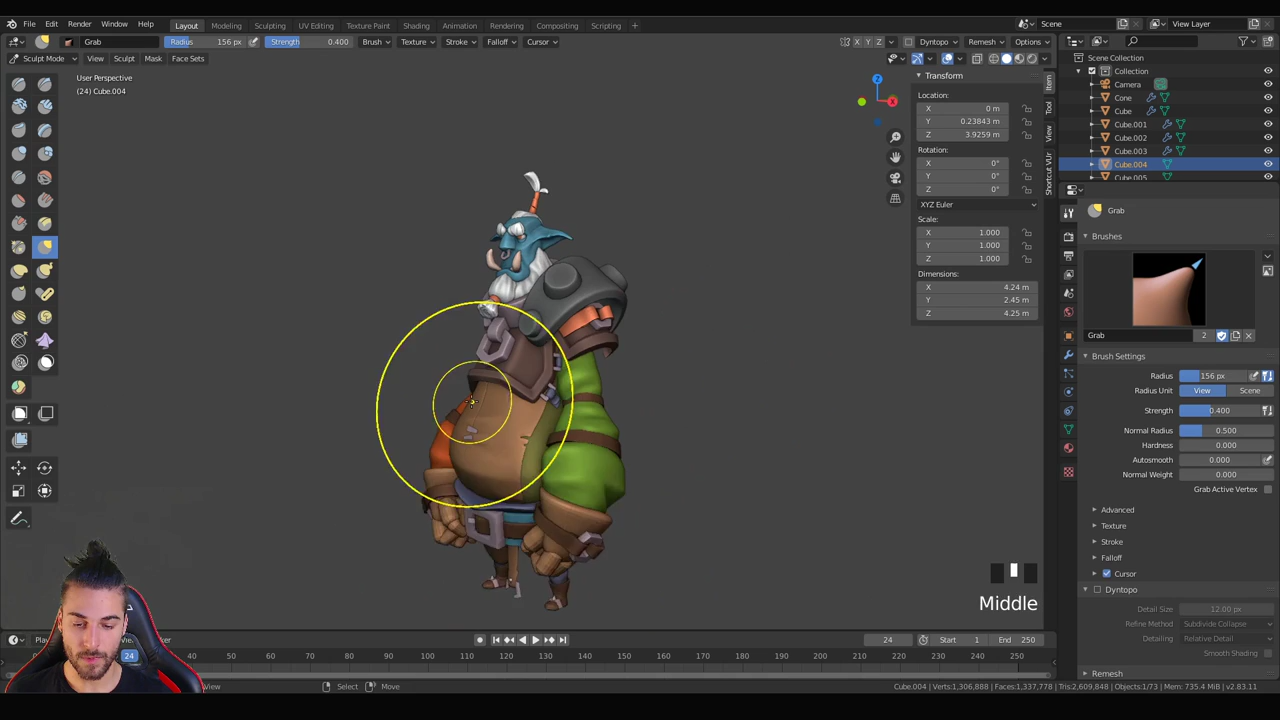 File Edit Render Window Help Layout Modeling Sculpting UV Editing Texture Paint Shading Animation Rendering Compositing Scripting + Scene View Layer
Grab Radius 156 px Strength 0.400 Brush Texture Stroke Falloff Cursor X Y Z Dyntopo Remesh Options
Sculpt Mode View Sculpt Mask Face Sets
User Perspective
(24) Cube.004
Z
X
Transform
Location:
X 0 m
Y 0.23843 m
Z 3.9259 m
Rotation:
X 0°
Y 0°
Z 0°
XYZ Euler
Scale:
X 1.000
Y 1.000
Z 1.000
Dimensions:
X 4.24 m
Y 2.45 m
Z 4.25 m
Item
Tool
View
Shortcut VUr
Scene Collection
Collection
Camera
Cone
Cube
Cube.001
Cube.002
Cube.003
Cube.004
Cube.005
Grab
Brushes
Grab 2
Brush Settings
Radius 156 px
Radius Unit View Scene
Strength 0.400
Normal Radius 0.500
Hardness 0.000
Autosmooth 0.000
Normal Weight 0.000
Grab Active Vertex
Advanced
Texture
Stroke
Falloff
Cursor
Dyntopo
Detail Size 12.00 px
Refine Method Subdivide Collapse
Detailing Relative Detail
Smooth Shading
Remesh
Middle
24 Start 1 End 250
24 30 40 50 60 70 80 90 100 110 120 130 140 150 160 170 180 190 200 210 220 230 240 250
View Select Move Cube.004 | Verts:1,306,888 | Faces:1,337,778 | Tris:2,609,848 | Objects:1/73 | Mem: 735.4 MiB | v2.83.11